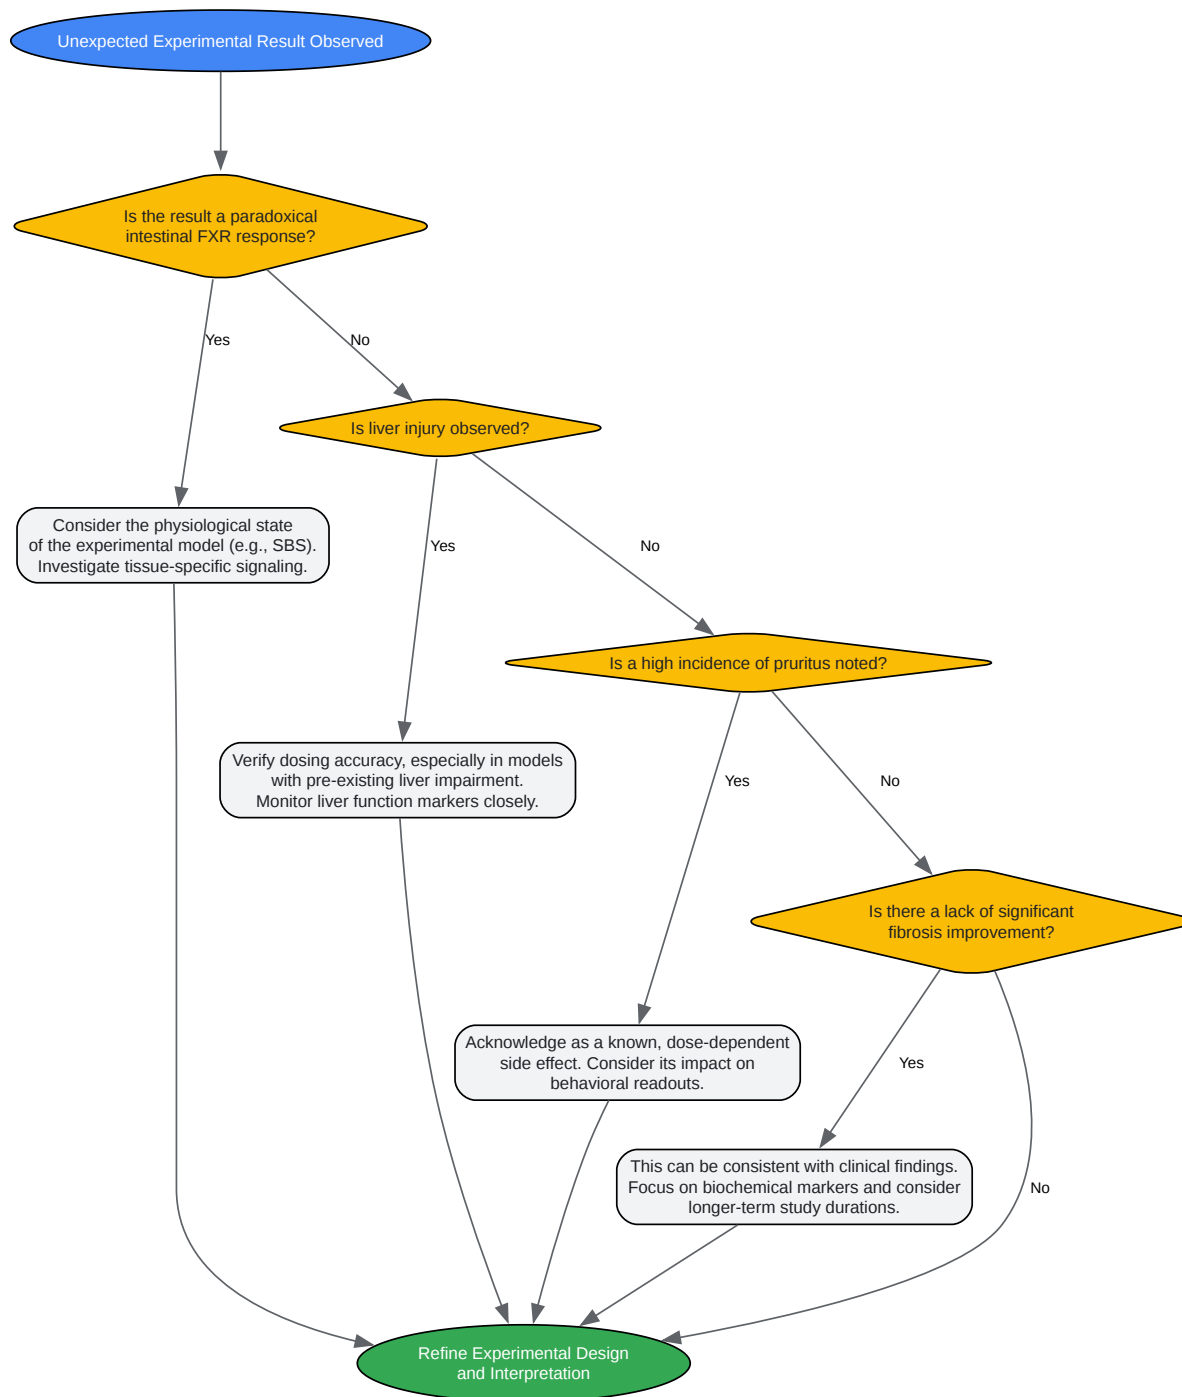 Unexpected Experimental Result Observed
Is the result a paradoxical
intestinal FXR response?
Yes
No
Is liver injury observed?
Consider the physiological state
of the experimental model (e.g., SBS).
Investigate tissue-specific signaling.
Yes
No
Is a high incidence of pruritus noted?
Verify dosing accuracy, especially in models
with pre-existing liver impairment.
Monitor liver function markers closely.
Yes
No
Is there a lack of significant
fibrosis improvement?
Acknowledge as a known, dose-dependent
side effect. Consider its impact on
behavioral readouts.
Yes
This can be consistent with clinical findings.
Focus on biochemical markers and consider
longer-term study durations.
No
Refine Experimental Design
and Interpretation